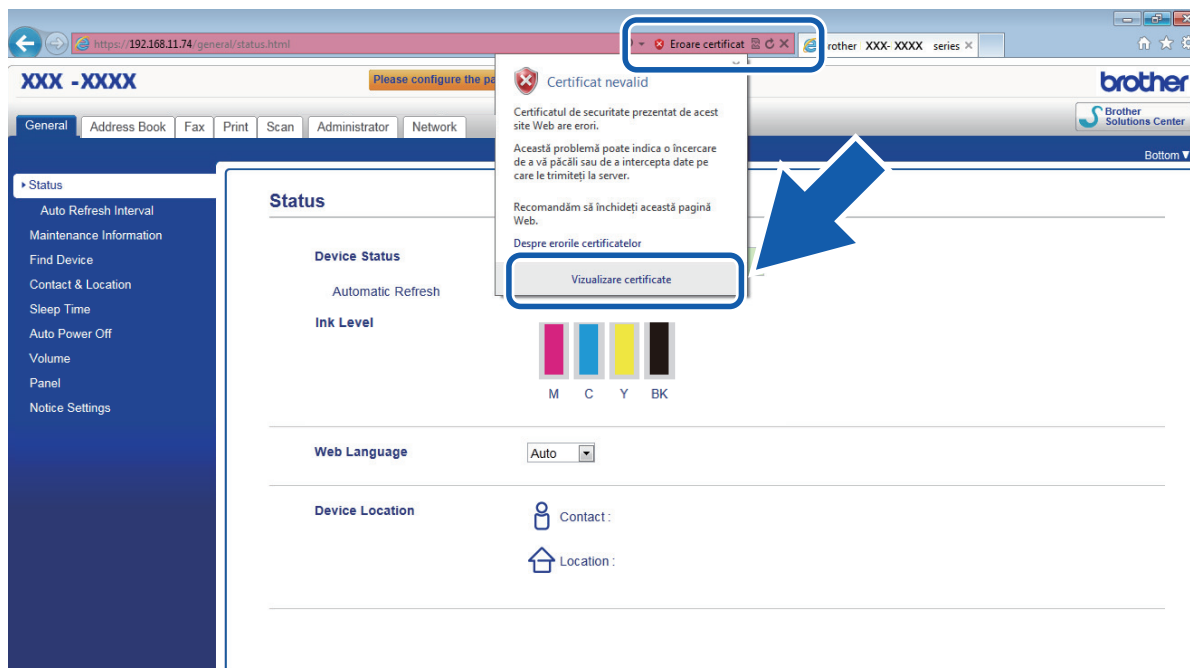 https://192.168.11.74/general/status.html
Eroare certificat
rother XXX- XXXX series
XXX -XXXX
Please configure the
brother
General
Address Book
Fax
Print
Scan
Administrator
Network
Brother
Solutions Center
Bottom▼
Certificat nevalid
Certificatul de securitate prezentat de acest
site Web are erori.
Această problemă poate indica o încercare
de a vă păcăli sau de a intercepta date pe
care le trimiteți la server.
Recomandăm să închideți această pagină
Web.
Despre erorile certificatelor
Vizualizare certificate
Status
Auto Refresh Interval
Maintenance Information
Find Device
Contact & Location
Sleep Time
Auto Power Off
Volume
Panel
Notice Settings
Status
Device Status
Automatic Refresh
Ink Level
M C Y BK
Web Language
Auto
Device Location
Contact :
Location :